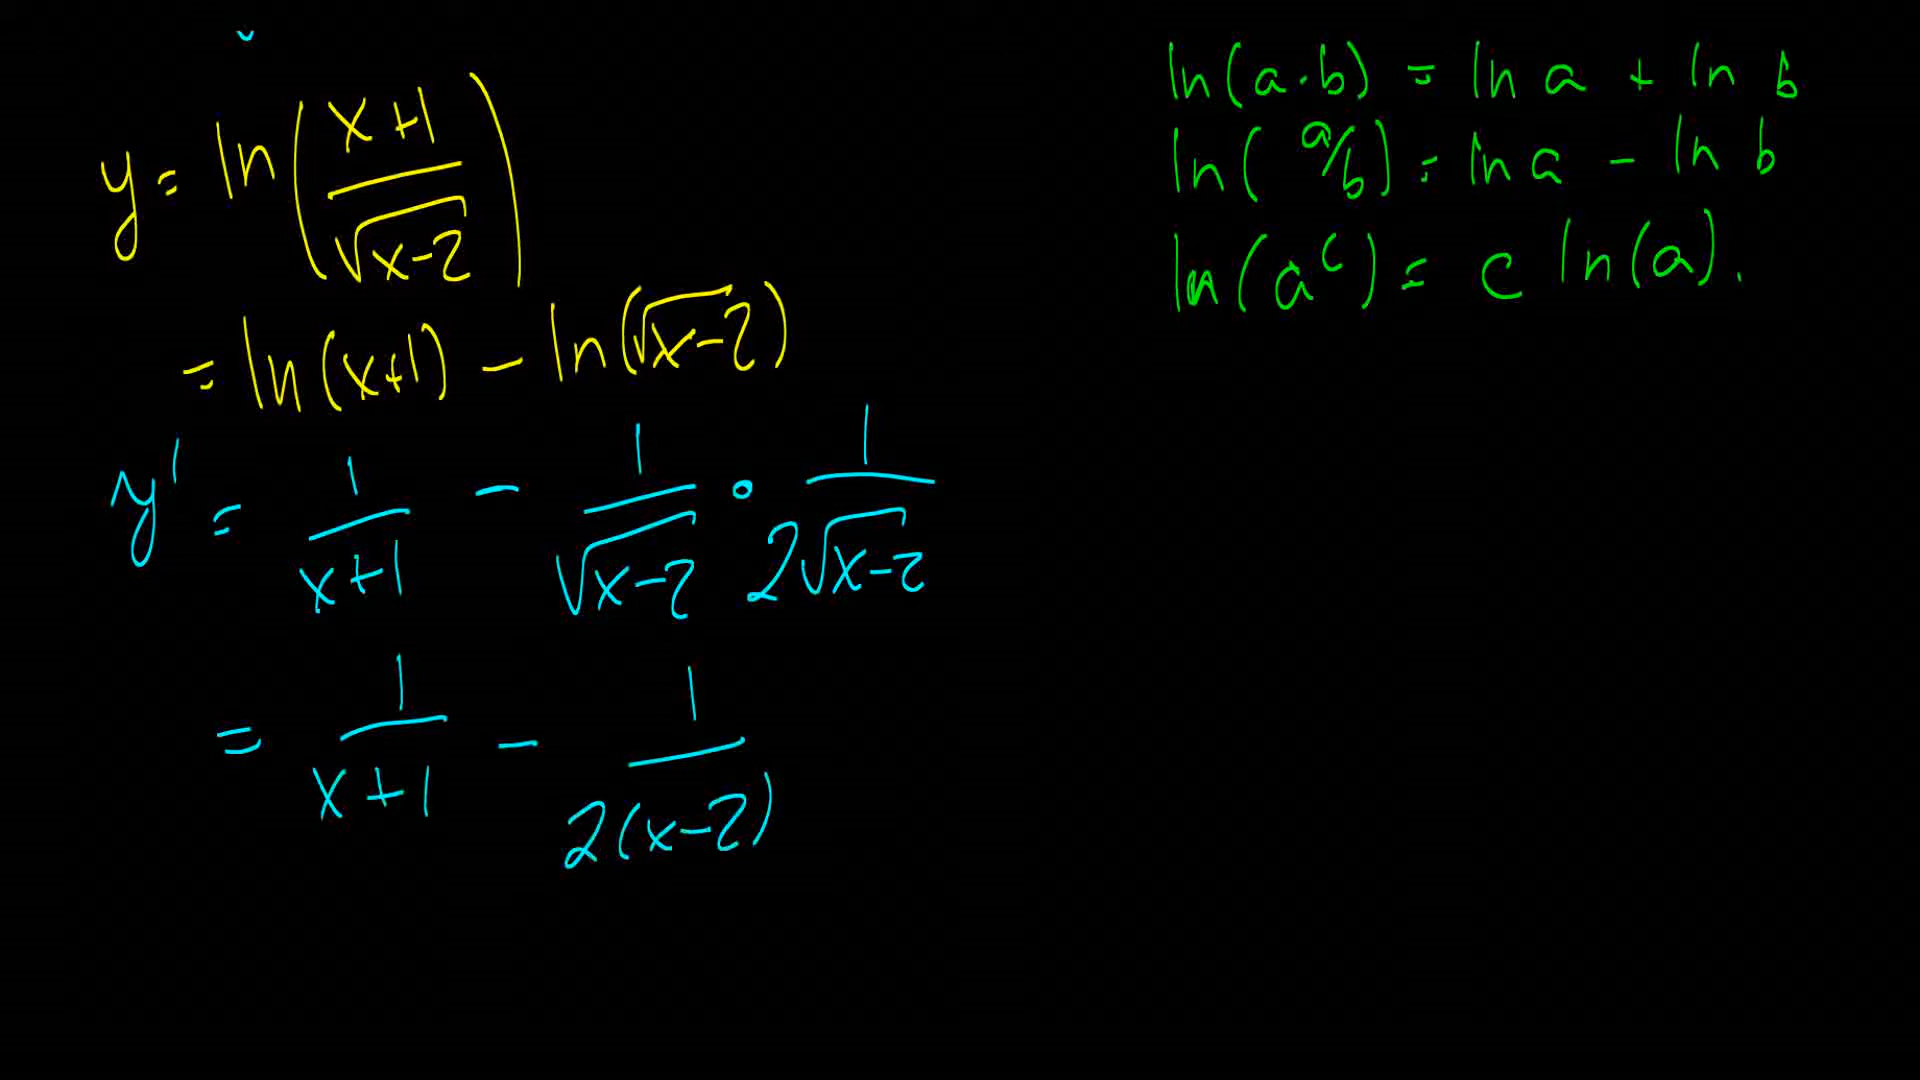 y = ln((x+1)/√(x-2))
= ln(x+1) - ln(√(x-2))
y' = 1/(x+1) - 1/√(x-2) · 1/(2√(x-2))
= 1/(x+1) - 1/(2(x-2))
ln(a·b) = ln a + ln b
ln(a/b) = ln a - ln b
ln(a^c) = c ln(a).